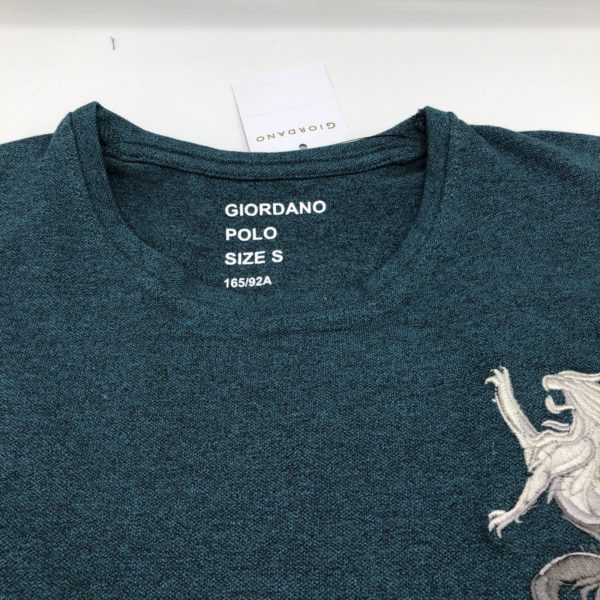 GIORDANO
GIORDANO
POLO
SIZE S
165/92A